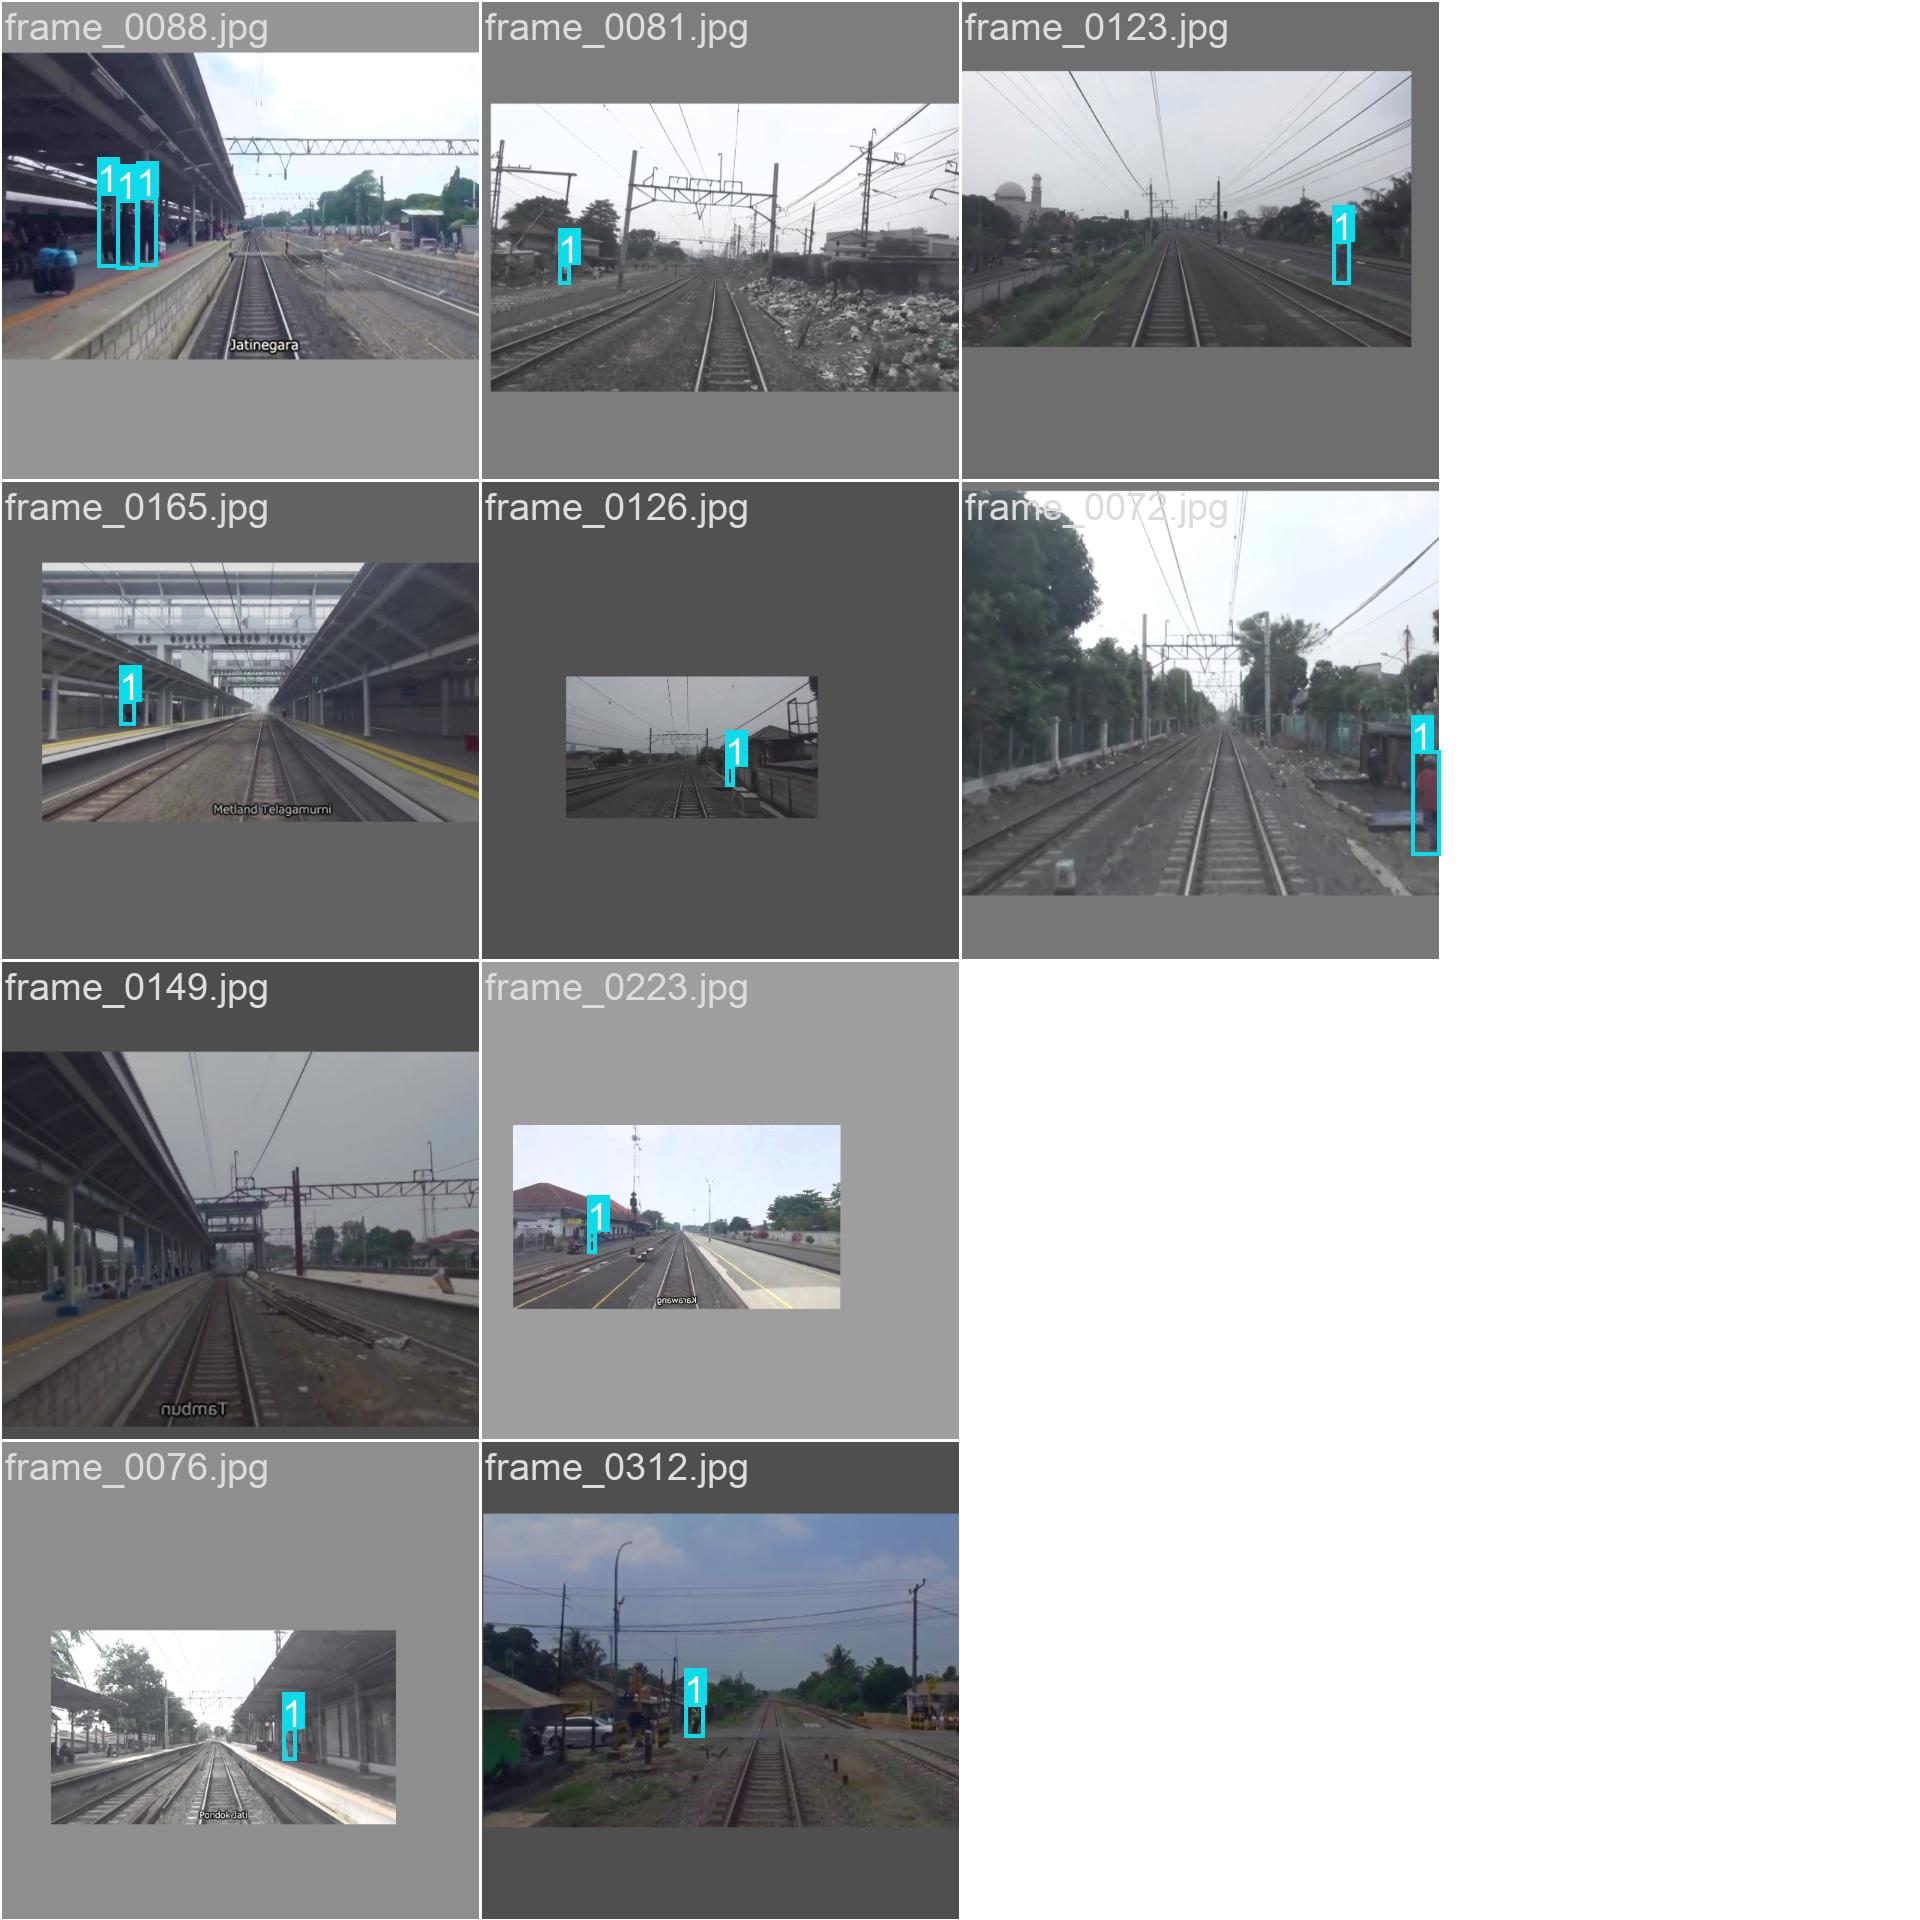 frame_0088.jpg
frame_0081.jpg
frame_0123.jpg
1
1
1
1
1
Jatinegara
frame_0165.jpg
frame_0126.jpg
frame_0072.jpg
1
1
1
Metland Telagamurni
frame_0149.jpg
frame_0223.jpg
1
Karawang
Tambun
frame_0076.jpg
frame_0312.jpg
1
1
Pondok Jati